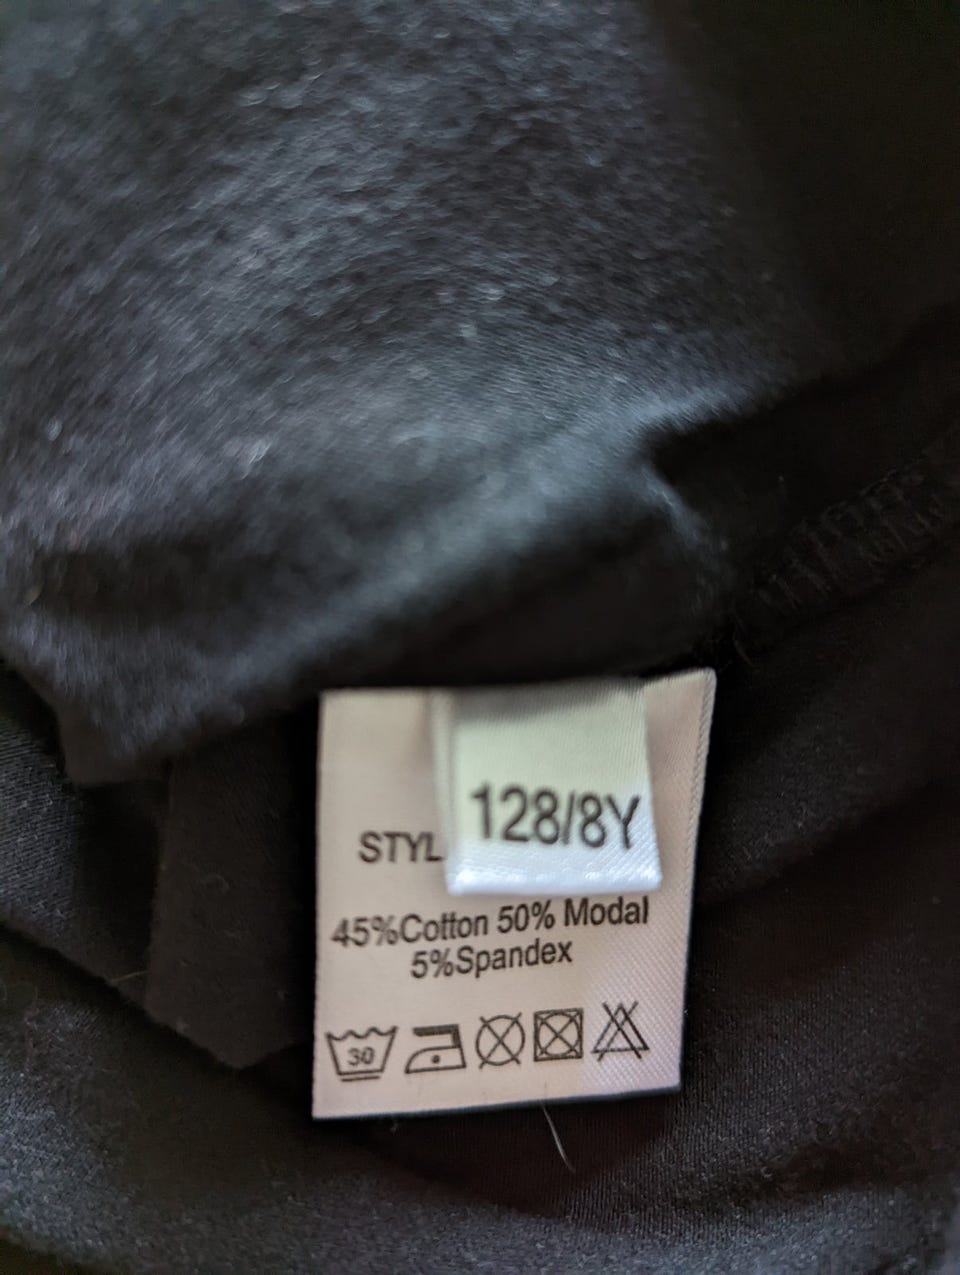 128/8Y
STYL
45%Cotton 50% Modal
5%Spandex
30